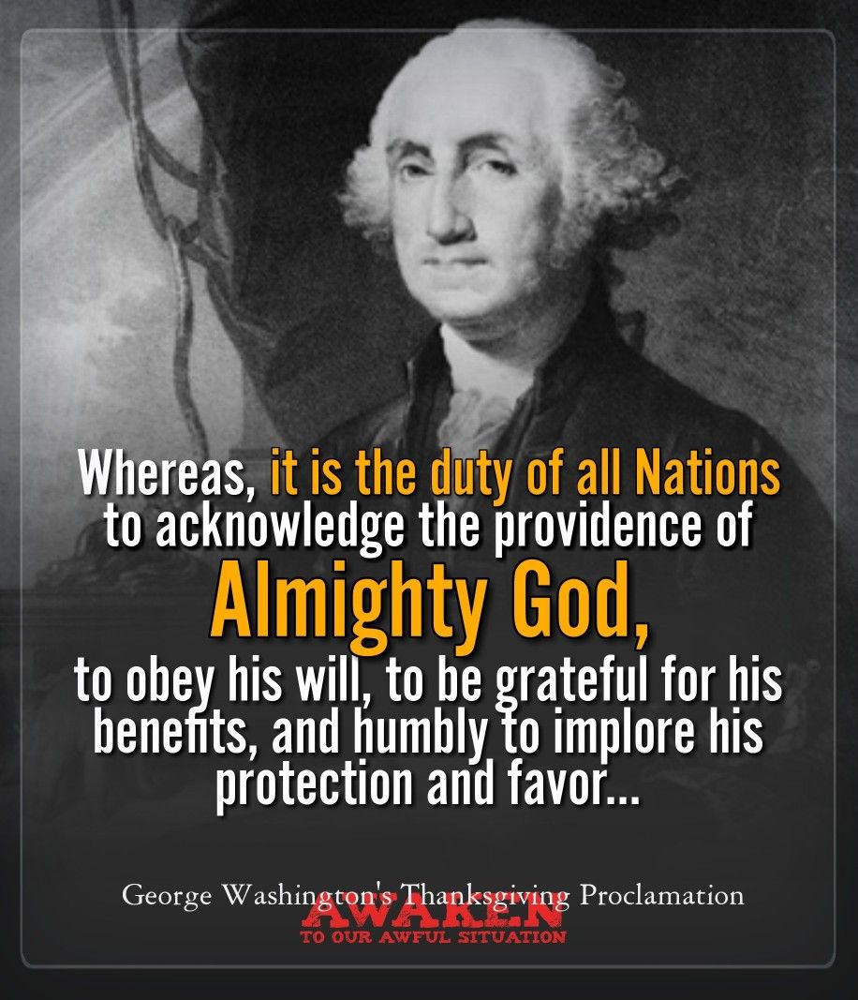 Whereas, it is the duty of all Nations
to acknowledge the providence of
Almighty God,
to obey his will, to be grateful for his
benefits, and humbly to implore his
protection and favor...
George Washington's Thanksgiving Proclamation
AWAKEN
TO OUR AWFUL SITUATION